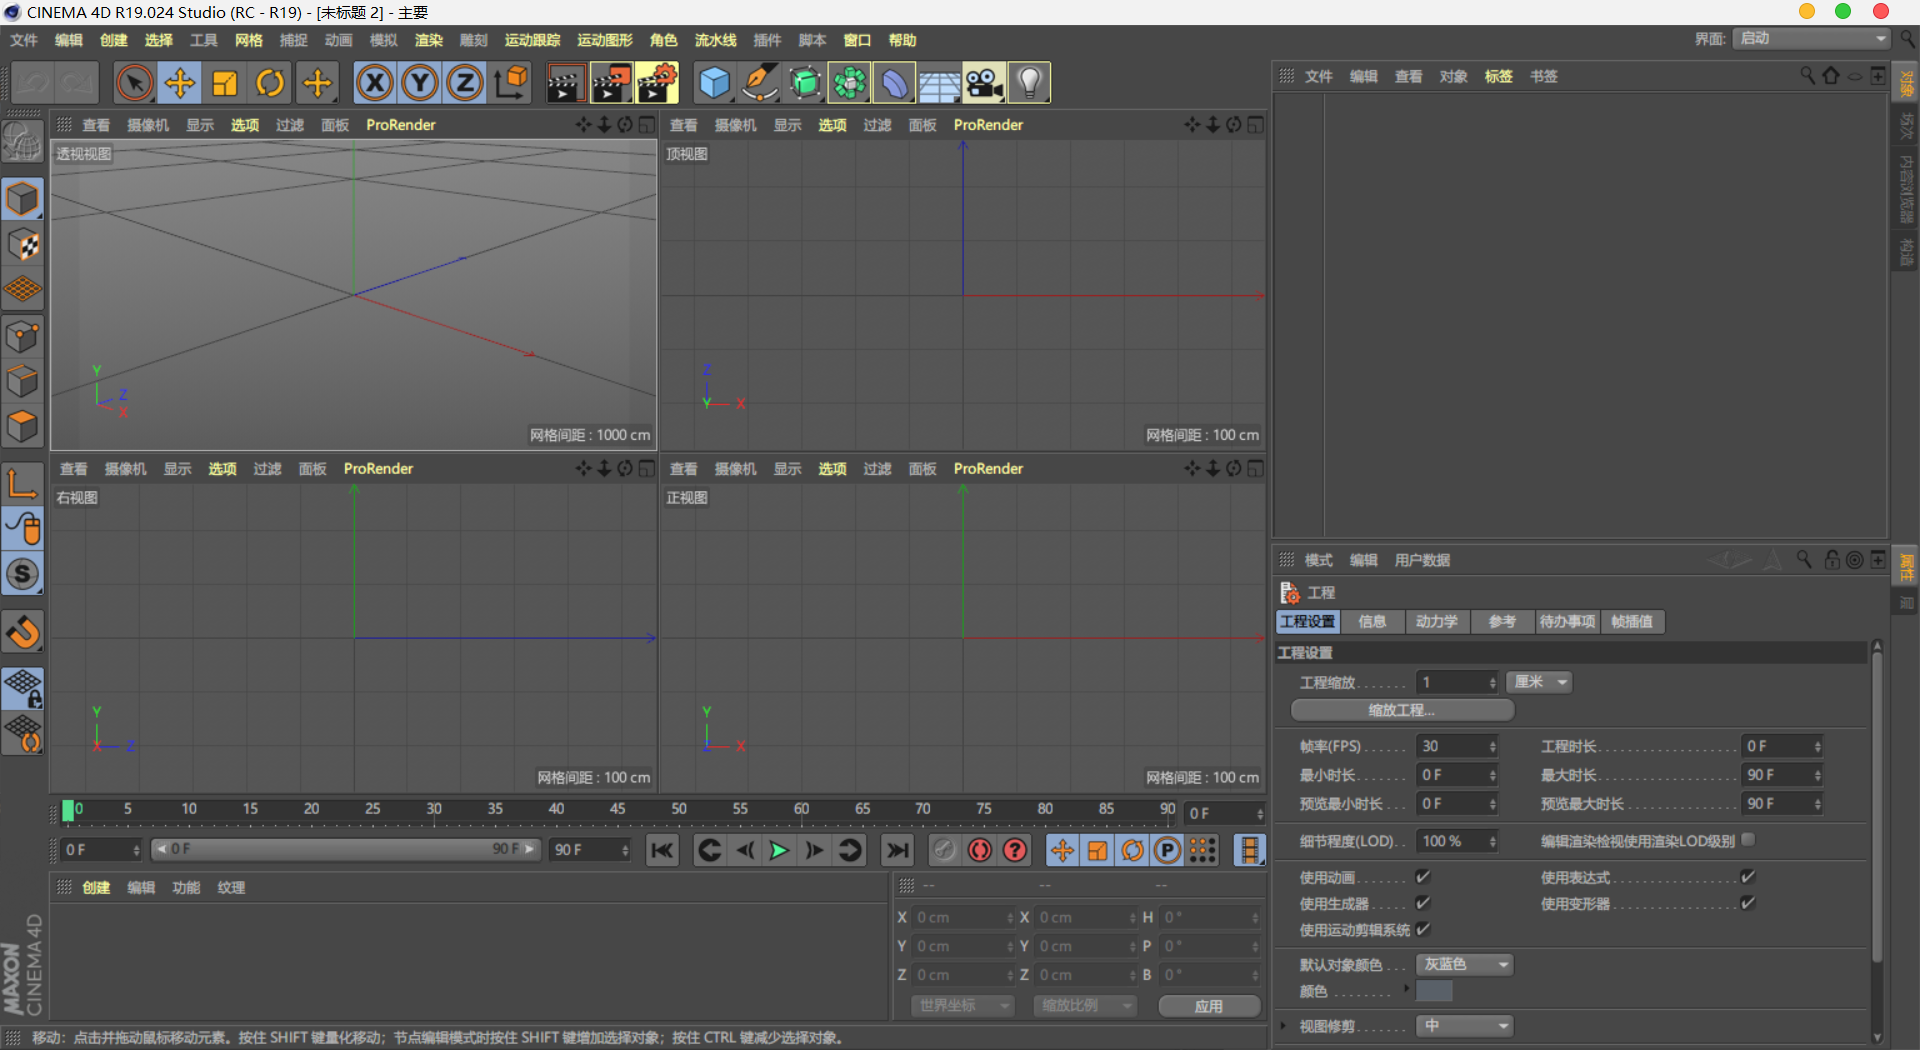 CINEMA 4D R19.024 Studio (RC - R19) - [未标题 2] - 主要
文件 编辑 创建 选择 工具 网格 捕捉 动画 模拟 渲染 雕刻 运动跟踪 运动图形 角色 流水线 插件 脚本 窗口 帮助
界面: 启动
文件 编辑 查看 对象 标签 书签
对象
场次
内容浏览器
构造
查看 摄像机 显示 选项 过滤 面板 ProRender
查看 摄像机 显示 选项 过滤 面板 ProRender
透视视图
顶视图
Y
Z
X
Z
Y
X
网格间距 : 1000 cm
网格间距 : 100 cm
查看 摄像机 显示 选项 过滤 面板 ProRender
查看 摄像机 显示 选项 过滤 面板 ProRender
右视图
正视图
Y
X
Z
Y
Z
X
网格间距 : 100 cm
网格间距 : 100 cm
0 5 10 15 20 25 30 35 40 45 50 55 60 65 70 75 80 85 90 0 F
0 F 0 F 90 F 90 F
创建 编辑 功能 纹理
-- -- --
X 0 cm X 0 cm H 0 °
Y 0 cm Y 0 cm P 0 °
Z 0 cm Z 0 cm B 0 °
世界坐标 缩放比例 应用
MAXON
CINEMA 4D
模式 编辑 用户数据
属性
层
工程
工程设置 信息 动力学 参考 待办事项 帧插值
工程设置
工程缩放 . . . . . . . 1 厘米
缩放工程...
帧率(FPS) . . . . . . 30 工程时长 . . . . . . . . . . . . . . . . . 0 F
最小时长 . . . . . . . 0 F 最大时长 . . . . . . . . . . . . . . . . . 90 F
预览最小时长 . . . 0 F 预览最大时长 . . . . . . . . . . . . . . 90 F
细节程度(LOD) . . 100 % 编辑渲染检视使用渲染LOD级别
使用动画 . . . . . . . 使用表达式 . . . . . . . . . . . . . . . .
使用生成器 . . . . . 使用变形器 . . . . . . . . . . . . . . . .
使用运动剪辑系统
默认对象颜色 . . . 灰蓝色
颜色 . . . . . . . .
视图修剪 . . . . . . . 中
移动：点击并拖动鼠标移动元素。按住 SHIFT 键量化移动；节点编辑模式时按住 SHIFT 键增加选择对象；按住 CTRL 键减少选择对象。